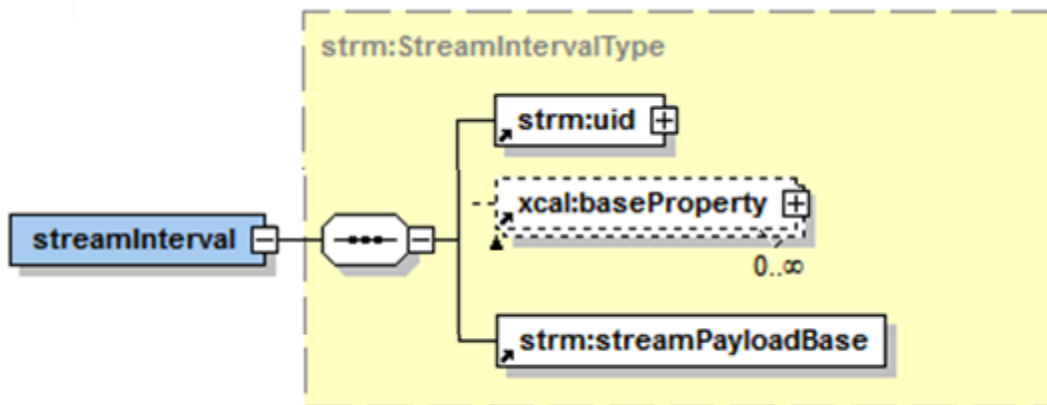 strm:StreamIntervalType
strm:uid
xcal:baseProperty
0..∞
streamInterval
strm:streamPayloadBase